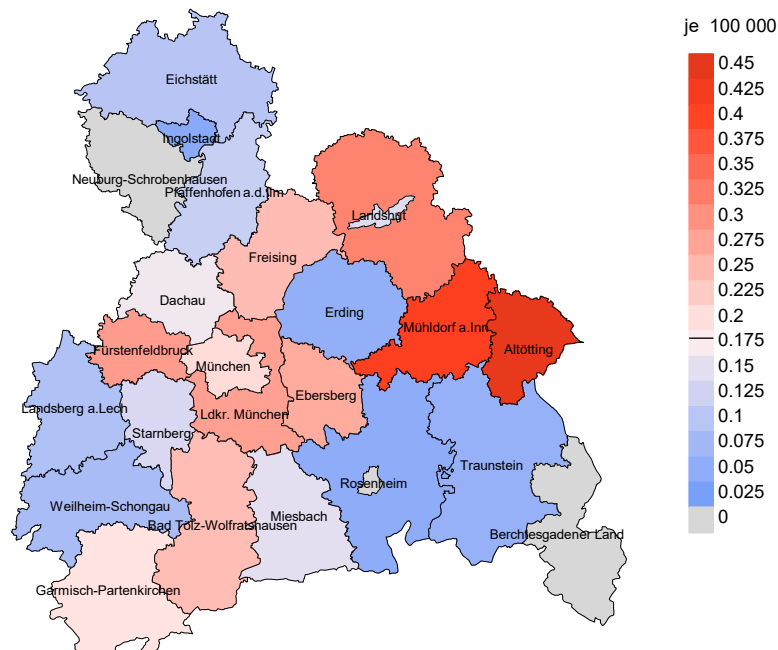 je 100 000
0.45
0.425
0.4
0.375
0.35
0.325
0.3
0.275
0.25
0.225
0.2
0.175
0.15
0.125
0.1
0.075
0.05
0.025
0
Eichstätt
Ingolstadt
Neuburg-Schrobenhausen
Pfaffenhofen a.d.Ilm
Landshut
Freising
Dachau
Erding
Mühldorf a.Inn
Altötting
Fürstenfeldbruck
München
Ebersberg
Landsberg a.Lech
Ldkr. München
Starnberg
Traunstein
Rosenheim
Weilheim-Schongau
Miesbach
Bad Tölz-Wolfratshausen
Berchtesgadener Land
Garmisch-Partenkirchen